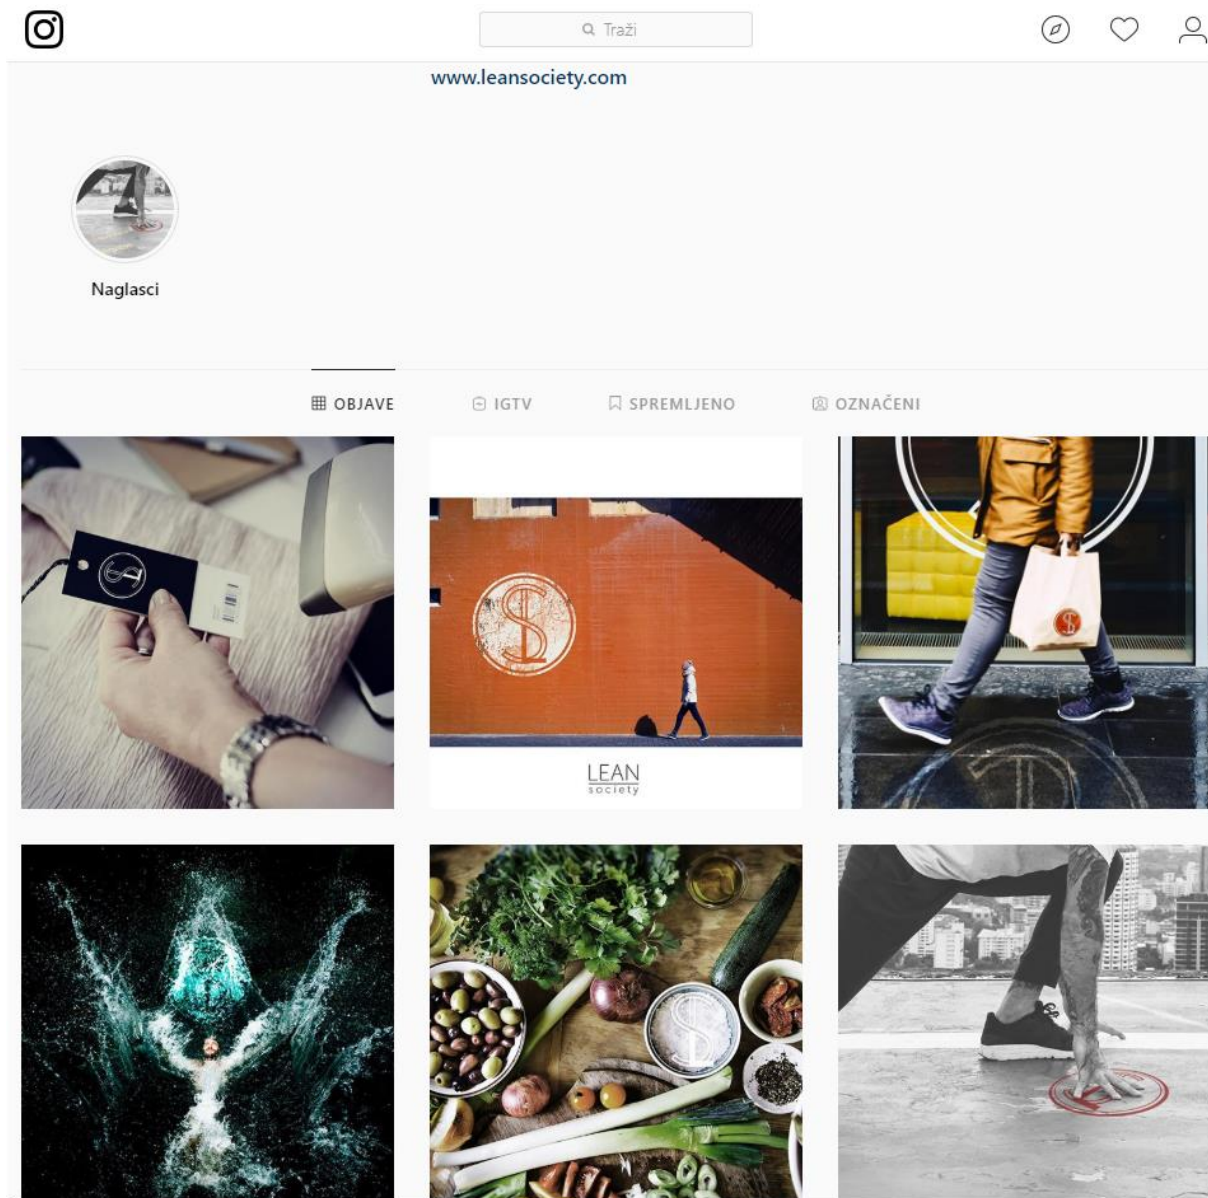 Traži
www.leansociety.com
Naglasci
OBJAVE IGTV SPREMLJENO OZNAČENI
LEAN
society